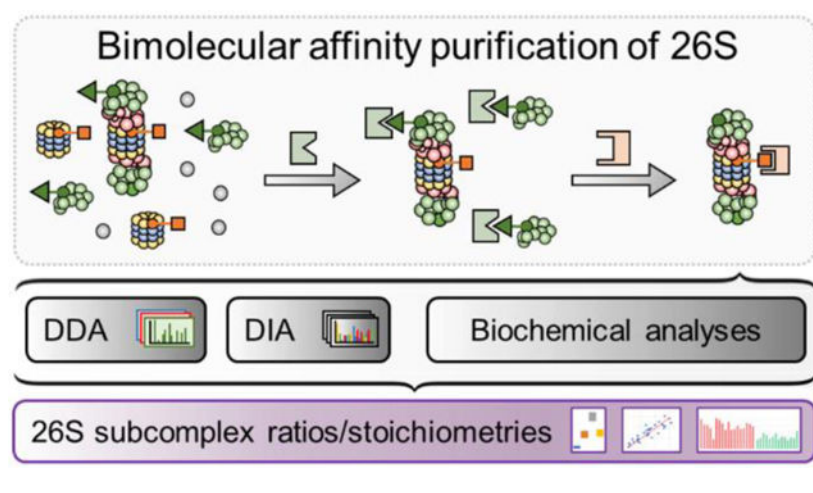 Bimolecular affinity purification of 26S
DDA
DIA
Biochemical analyses
26S subcomplex ratios/stoichiometries